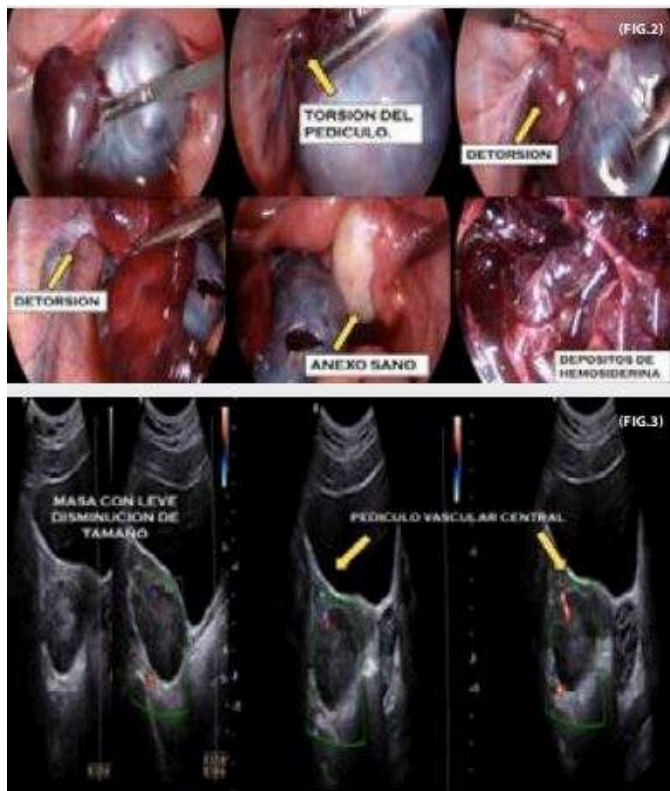 (FIG.2)
TORSION DEL
PEDICULO.
DETORSION
DETORSION
ANEXO SANO
DEPOSITOS DE
HEMOSIDERINA
(FIG.3)
MASA CON LEVE
DISMINUCION DE
TAMAÑO
PEDICULO VASCULAR CENTRAL